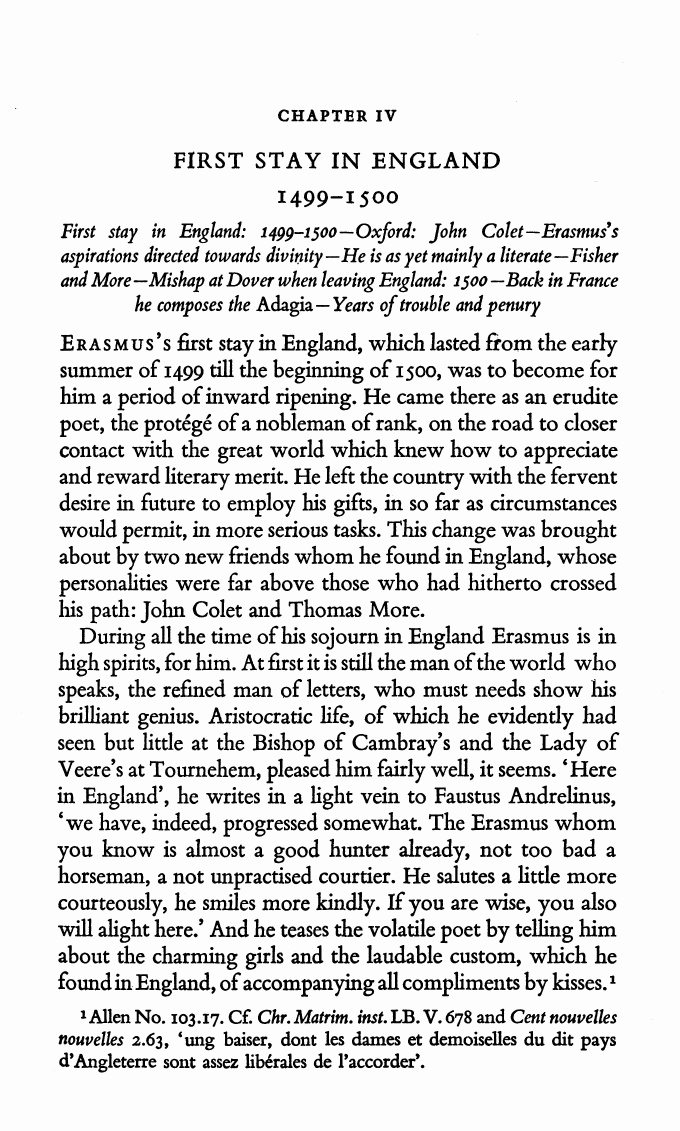 CHAPTER IV
FIRST STAY IN ENGLAND
1499–1500
First stay in England: 1499–1500—Oxford: John Colet—Erasmus's
aspirations directed towards divinity—He is as yet mainly a literate—Fisher
and More—Mishap at Dover when leaving England: 1500—Back in France
he composes the Adagia—Years of trouble and penury
ERASMUS'S first stay in England, which lasted from the early
summer of 1499 till the beginning of 1500, was to become for
him a period of inward ripening. He came there as an erudite
poet, the protégé of a nobleman of rank, on the road to closer
contact with the great world which knew how to appreciate
and reward literary merit. He left the country with the fervent
desire in future to employ his gifts, in so far as circumstances
would permit, in more serious tasks. This change was brought
about by two new friends whom he found in England, whose
personalities were far above those who had hitherto crossed
his path: John Colet and Thomas More.
During all the time of his sojourn in England Erasmus is in
high spirits, for him. At first it is still the man of the world who
speaks, the refined man of letters, who must needs show his
brilliant genius. Aristocratic life, of which he evidently had
seen but little at the Bishop of Cambray's and the Lady of
Veere's at Tournehem, pleased him fairly well, it seems. 'Here
in England', he writes in a light vein to Faustus Andrelinus,
'we have, indeed, progressed somewhat. The Erasmus whom
you know is almost a good hunter already, not too bad a
horseman, a not unpractised courtier. He salutes a little more
courteously, he smiles more kindly. If you are wise, you also
will alight here.' And he teases the volatile poet by telling him
about the charming girls and the laudable custom, which he
found in England, of accompanying all compliments by kisses.¹
¹ Allen No. 103.17. Cf. Chr. Matrim. inst. LB. V. 678 and Cent nouvelles
nouvelles 2.63, 'ung baiser, dont les dames et demoiselles du dit pays
d'Angleterre sont assez libérales de l'accorder'.